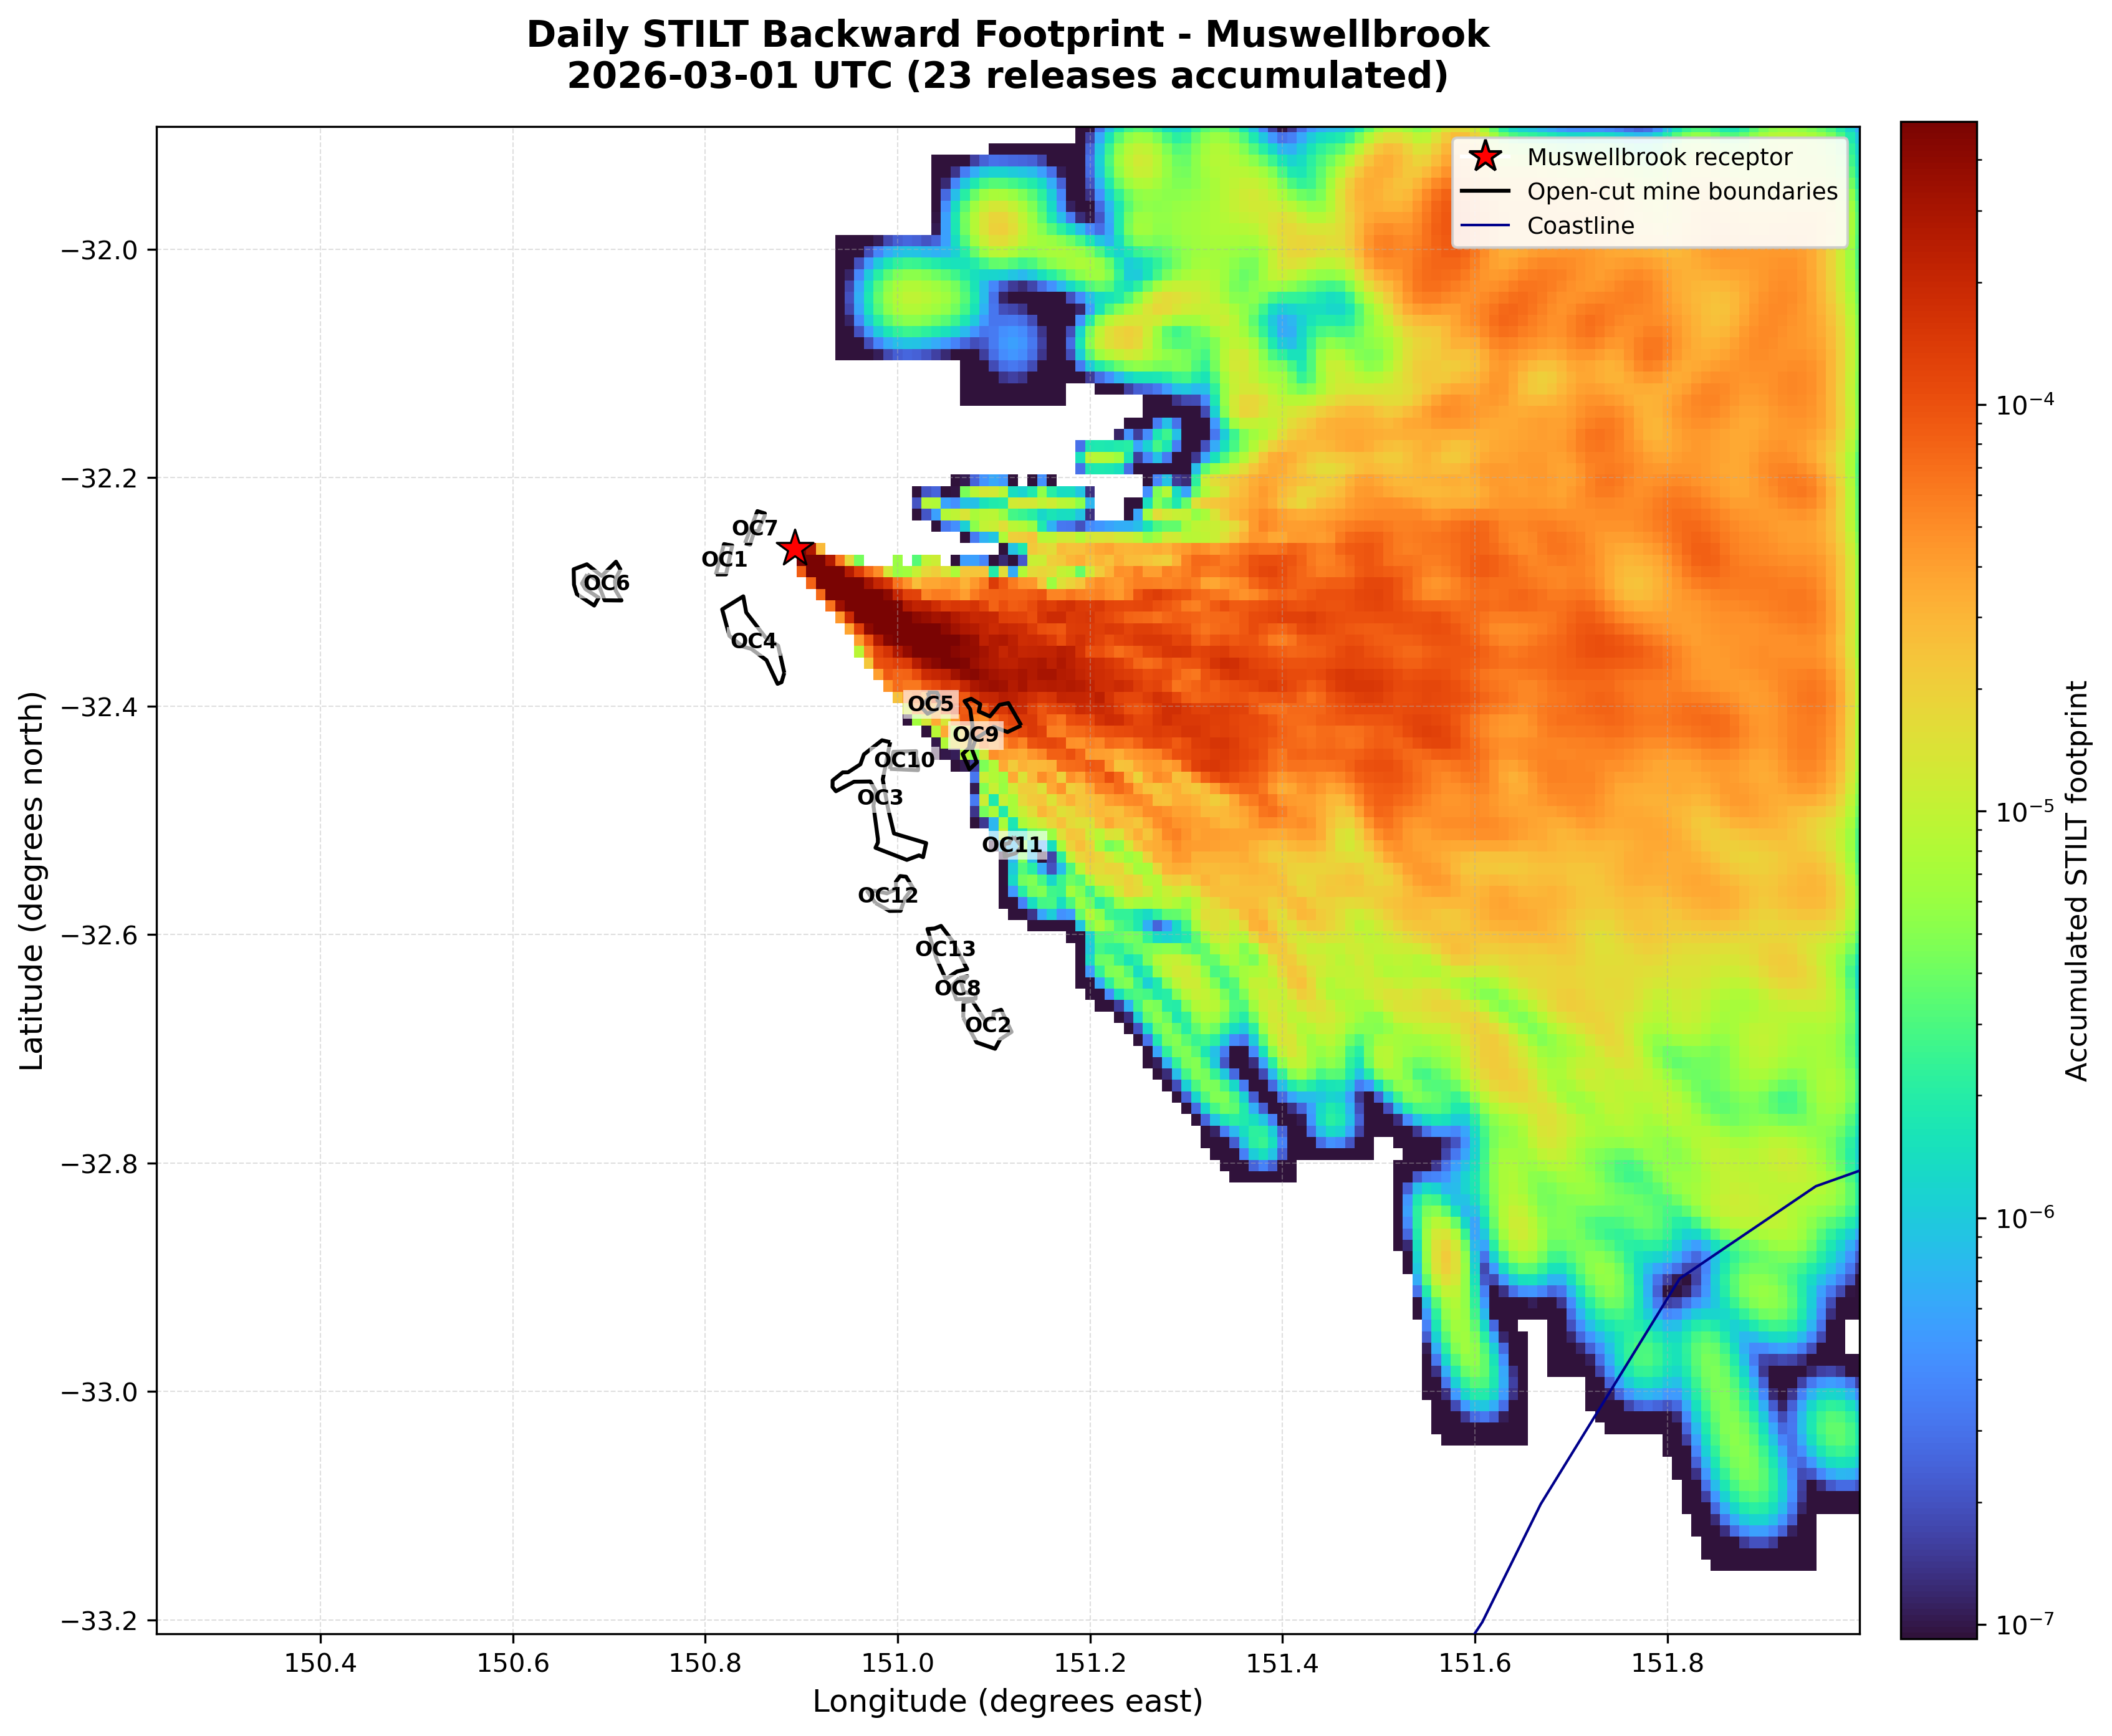 Daily STILT Backward Footprint - Muswellbrook
2026-03-01 UTC (23 releases accumulated)
Muswellbrook receptor
Open-cut mine boundaries
Coastline
OC7
OC1
OC6
OC4
OC5
OC9
OC10
OC3
OC11
OC12
OC13
OC8
OC2
−32.0
−32.2
−32.4
−32.6
−32.8
−33.0
−33.2
Latitude (degrees north)
150.4 150.6 150.8 151.0 151.2 151.4 151.6 151.8
Longitude (degrees east)
10⁻⁴
10⁻⁵
10⁻⁶
10⁻⁷
Accumulated STILT footprint